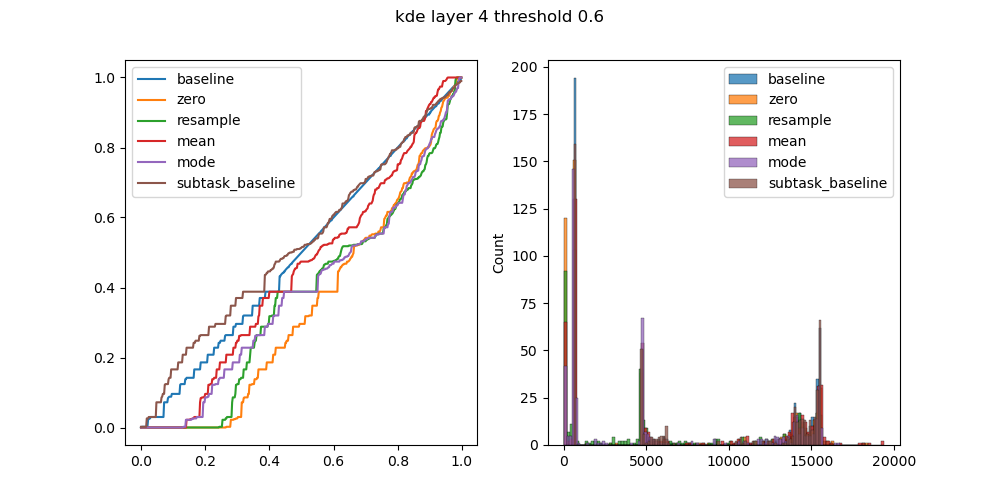 kde layer 4 threshold 0.6
baseline
zero
resample
mean
mode
subtask_baseline
1.0
0.8
0.6
0.4
0.2
0.0
0.0 0.2 0.4 0.6 0.8 1.0
baseline
zero
resample
mean
mode
subtask_baseline
Count
200
175
150
125
100
75
50
25
0
0 5000 10000 15000 20000